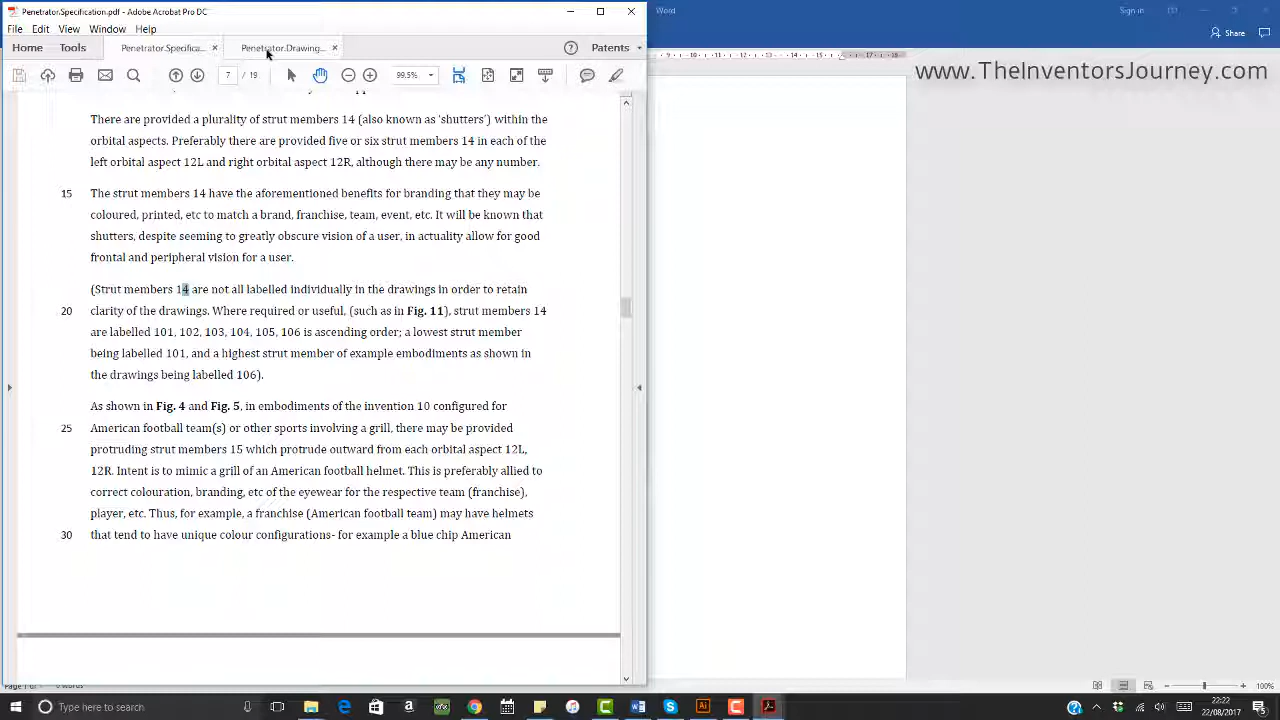 Penetrator.Specification.pdf - Adobe Acrobat Pro DC
Word
Sign in
File Edit View Window Help
Share
Home Tools Penetrator.Specifica... × Penetrator.Drawing... × Patents
7 / 19 99.5%
9 10 11 12 13 14 15 16 17 18
www.TheInventorsJourney.com
There are provided a plurality of strut members 14 (also known as 'shutters') within the
orbital aspects. Preferably there are provided five or six strut members 14 in each of the
left orbital aspect 12L and right orbital aspect 12R, although there may be any number.
15 The strut members 14 have the aforementioned benefits for branding that they may be
coloured, printed, etc to match a brand, franchise, team, event, etc. It will be known that
shutters, despite seeming to greatly obscure vision of a user, in actuality allow for good
frontal and peripheral vision for a user.
(Strut members 14 are not all labelled individually in the drawings in order to retain
20 clarity of the drawings. Where required or useful, (such as in Fig. 11), strut members 14
are labelled 101, 102, 103, 104, 105, 106 is ascending order; a lowest strut member
being labelled 101, and a highest strut member of example embodiments as shown in
the drawings being labelled 106).
As shown in Fig. 4 and Fig. 5, in embodiments of the invention 10 configured for
25 American football team(s) or other sports involving a grill, there may be provided
protruding strut members 15 which protrude outward from each orbital aspect 12L,
12R. Intent is to mimic a grill of an American football helmet. This is preferably allied to
correct colouration, branding, etc of the eyewear for the respective team (franchise),
player, etc. Thus, for example, a franchise (American football team) may have helmets
30 that tend to have unique colour configurations- for example a blue chip American
100%
Type here to search
22:22
22/08/2017